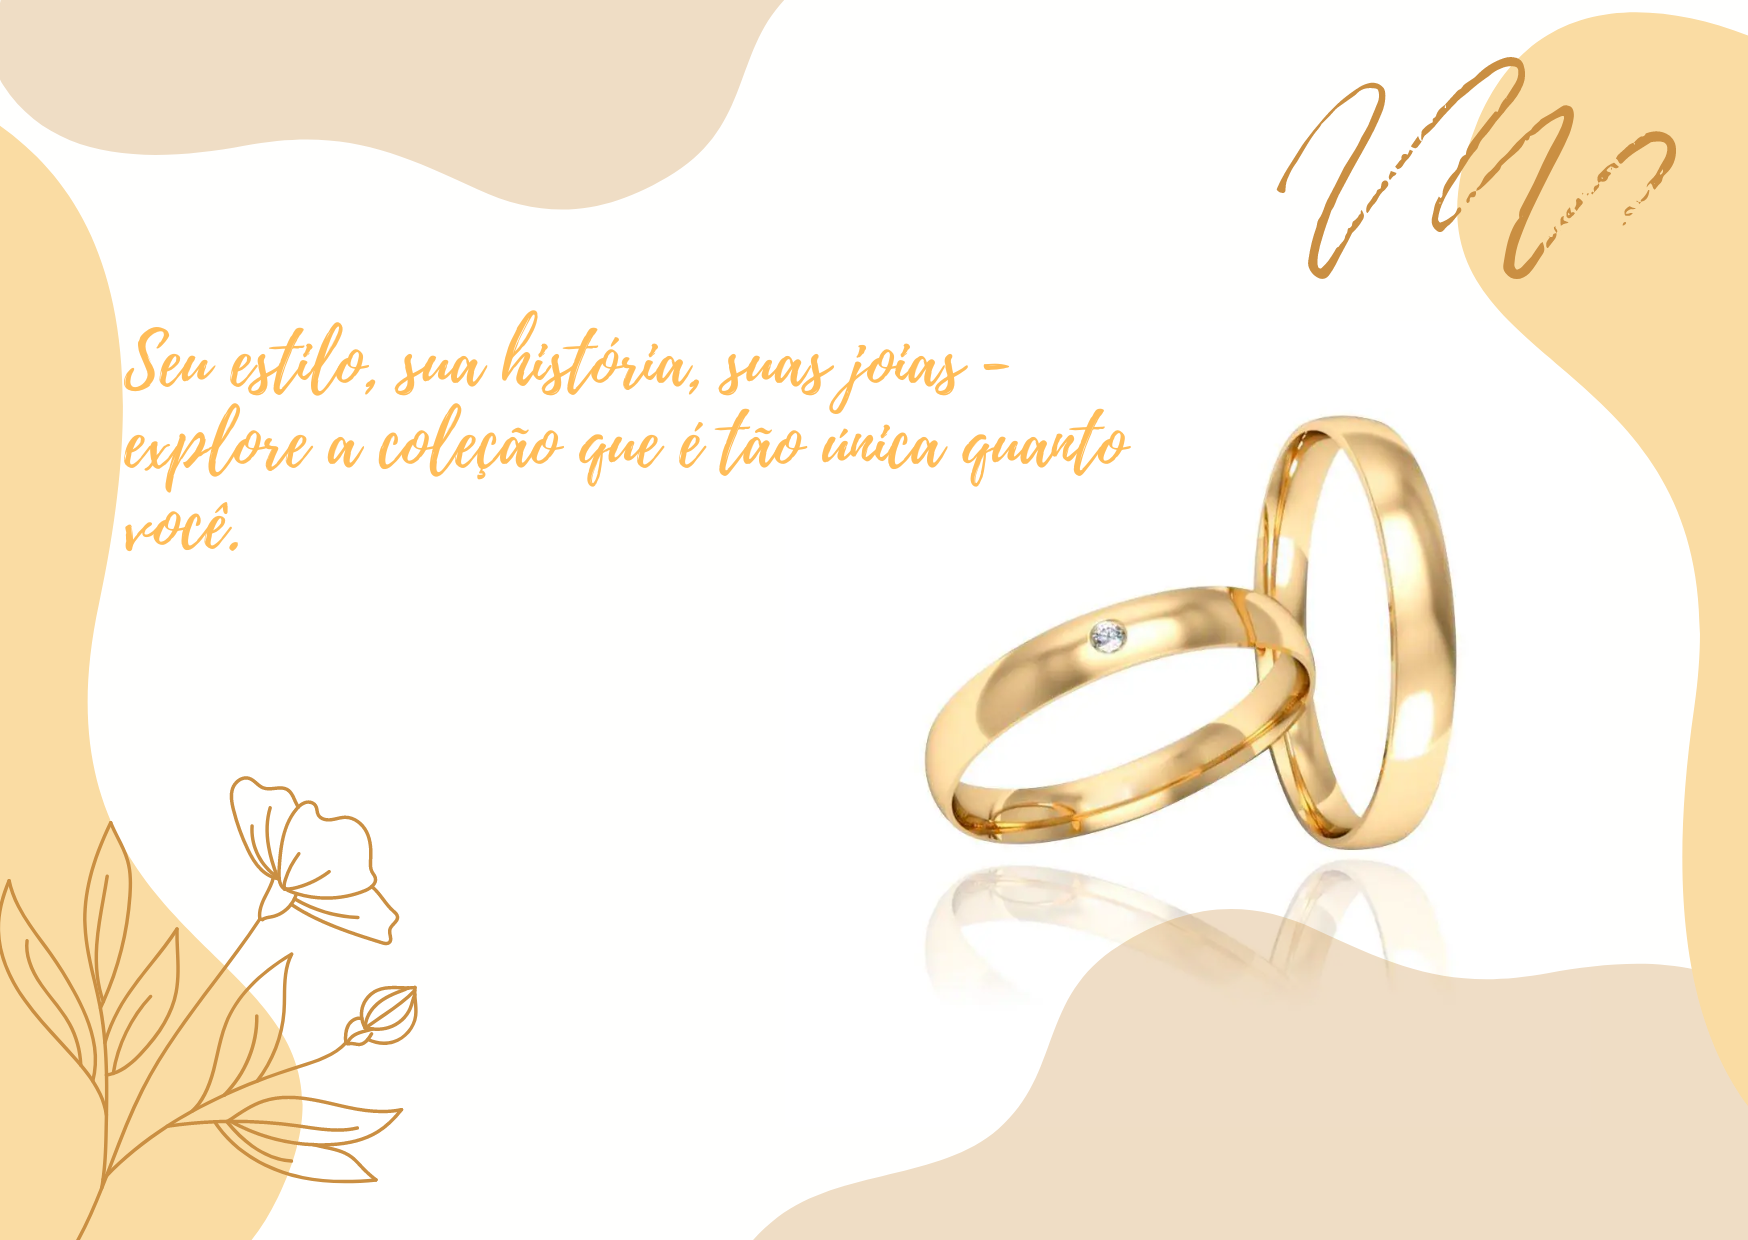 Seu estilo, sua história, suas joias -
explore a coleção que é tão única quanto
você.